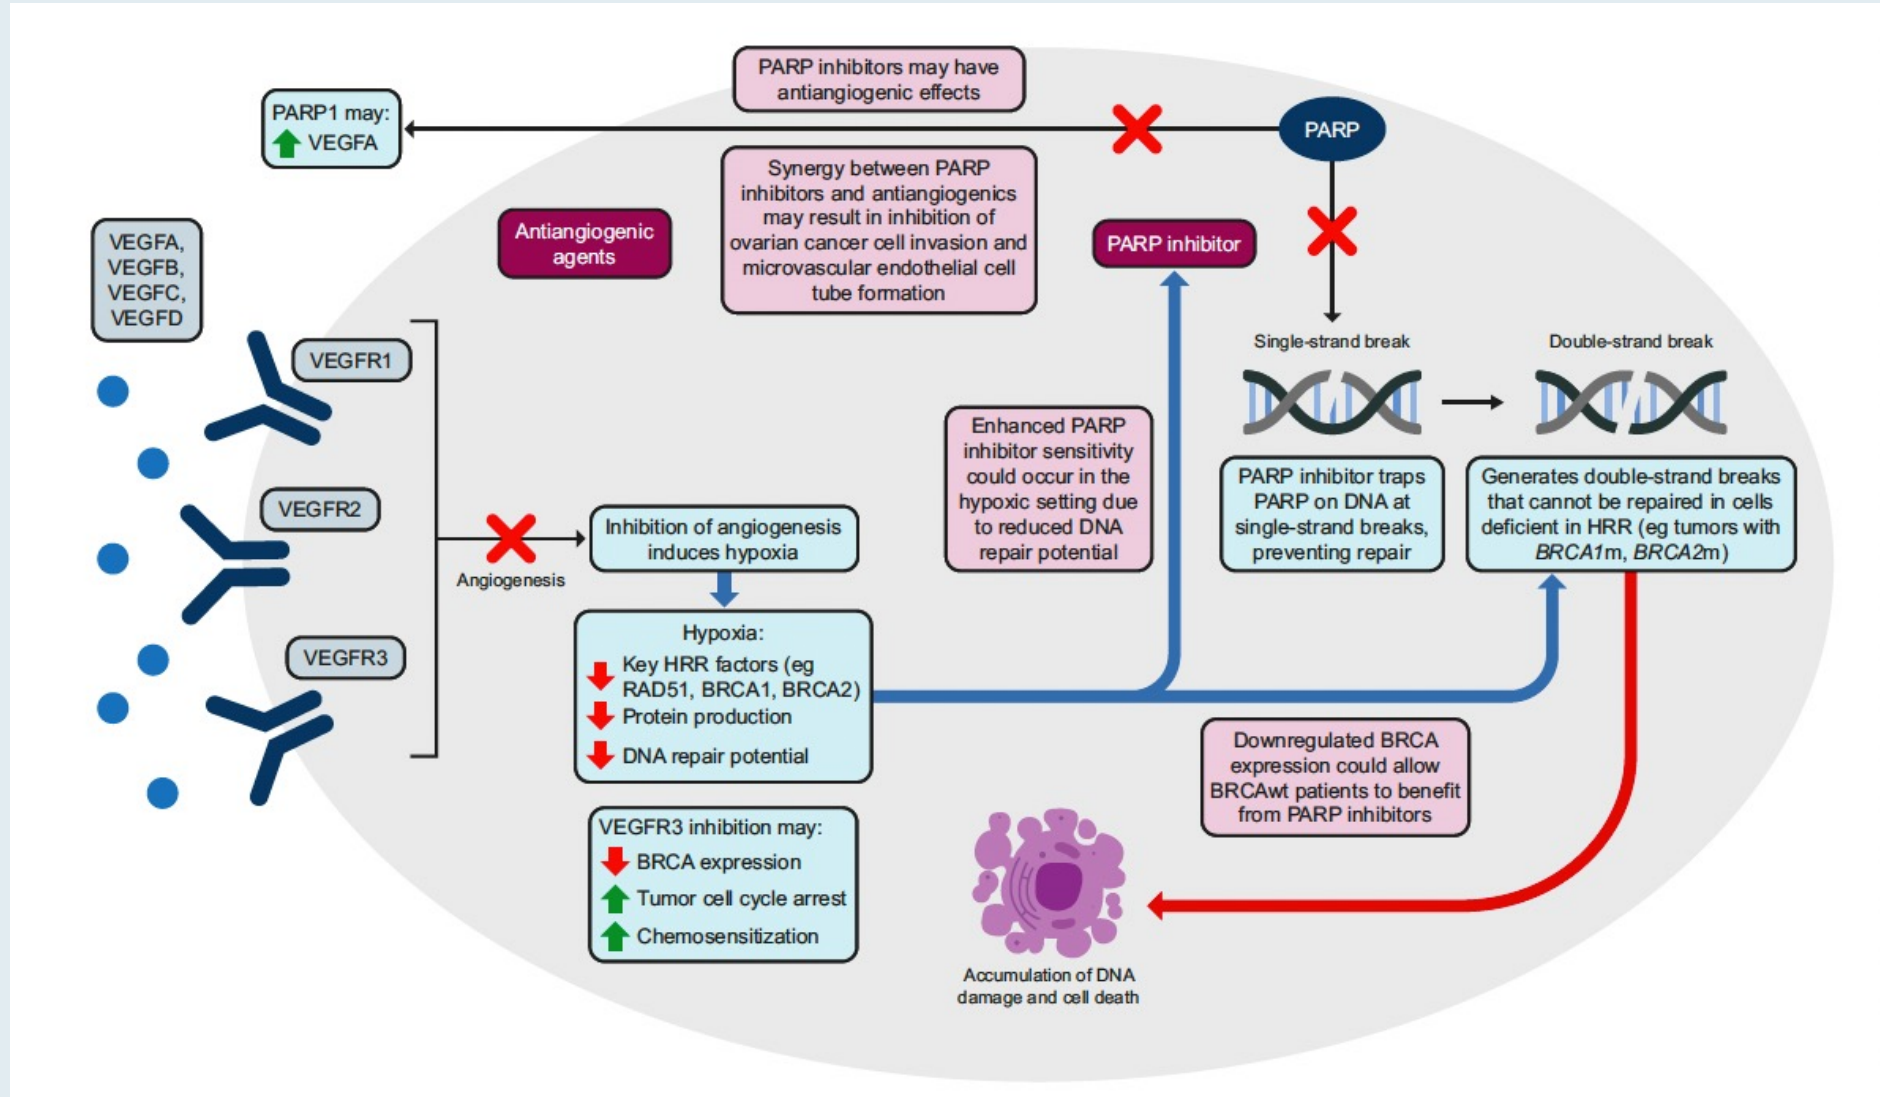 PARP inhibitors may have
antiangiogenic effects
PARP1 may:
VEGFA
PARP
Synergy between PARP
inhibitors and antiangiogenics
may result in inhibition of
ovarian cancer cell invasion and
microvascular endothelial cell
tube formation
Antiangiogenic
agents
PARP inhibitor
VEGFA,
VEGFB,
VEGFC,
VEGFD
VEGFR1
VEGFR2
VEGFR3
Angiogenesis
Inhibition of angiogenesis
induces hypoxia
Hypoxia:
Key HRR factors (eg
RAD51, BRCA1, BRCA2)
Protein production
DNA repair potential
VEGFR3 inhibition may:
BRCA expression
Tumor cell cycle arrest
Chemosensitization
Enhanced PARP
inhibitor sensitivity
could occur in the
hypoxic setting due
to reduced DNA
repair potential
Single-strand break
Double-strand break
PARP inhibitor traps
PARP on DNA at
single-strand breaks,
preventing repair
Generates double-strand breaks
that cannot be repaired in cells
deficient in HRR (eg tumors with
BRCA1m, BRCA2m)
Downregulated BRCA
expression could allow
BRCAwt patients to benefit
from PARP inhibitors
Accumulation of DNA
damage and cell death